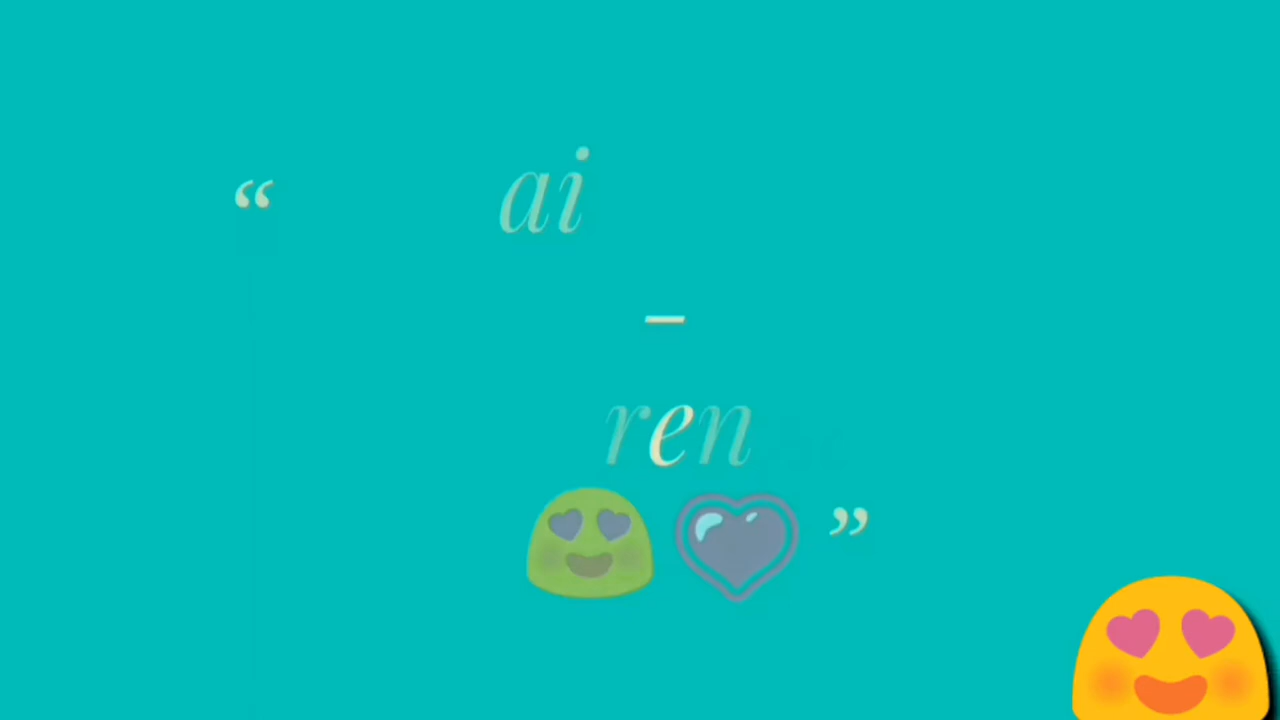 “ ai
–
ren
😍 💟 ”